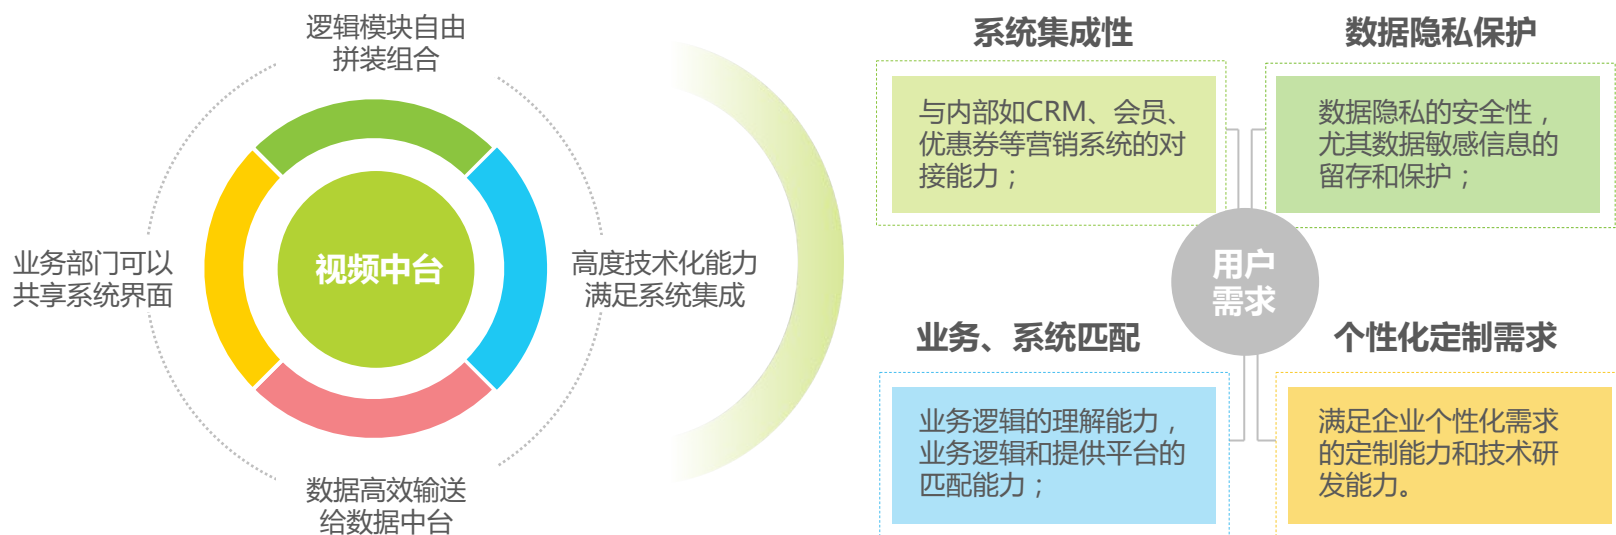 逻辑模块自由
拼装组合
业务部门可以
共享系统界面
视频中台
高度技术化能力
满足系统集成
数据高效输送
给数据中台
系统集成性
与内部如CRM、会员、
优惠券等营销系统的对
接能力；
数据隐私保护
数据隐私的安全性，
尤其数据敏感信息的
留存和保护；
用户
需求
业务、系统匹配
业务逻辑的理解能力，
业务逻辑和提供平台的
匹配能力；
个性化定制需求
满足企业个性化需求
的定制能力和技术研
发能力。